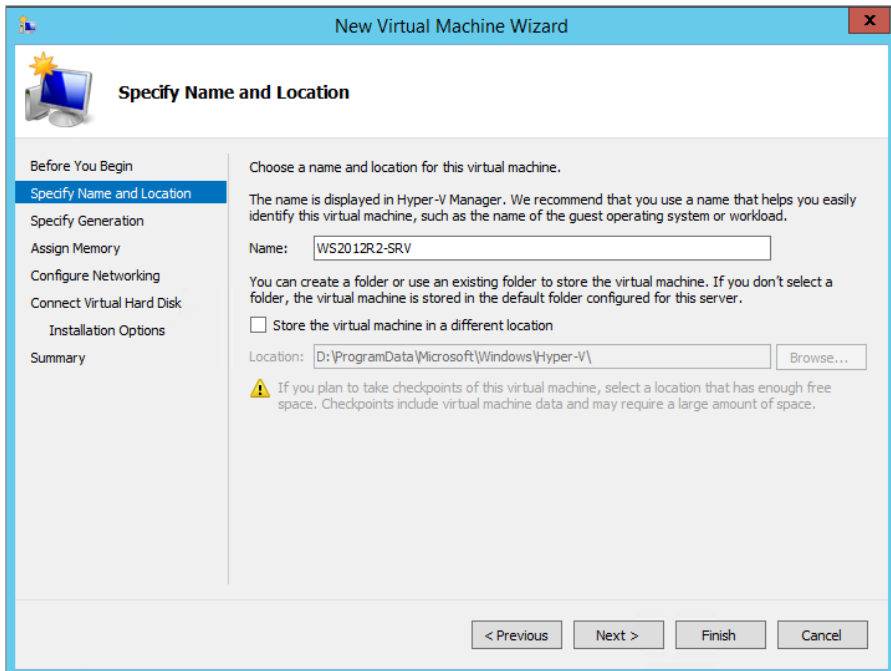 New Virtual Machine Wizard
x
Specify Name and Location
Before You Begin
Specify Name and Location
Specify Generation
Assign Memory
Configure Networking
Connect Virtual Hard Disk
Installation Options
Summary
Choose a name and location for this virtual machine.
The name is displayed in Hyper-V Manager. We recommend that you use a name that helps you easily
identify this virtual machine, such as the name of the guest operating system or workload.
Name: WS2012R2-SRV
You can create a folder or use an existing folder to store the virtual machine. If you don't select a
folder, the virtual machine is stored in the default folder configured for this server.
Store the virtual machine in a different location
Location: D:\ProgramData\Microsoft\Windows\Hyper-V\ Browse...
If you plan to take checkpoints of this virtual machine, select a location that has enough free
space. Checkpoints include virtual machine data and may require a large amount of space.
< Previous Next > Finish Cancel